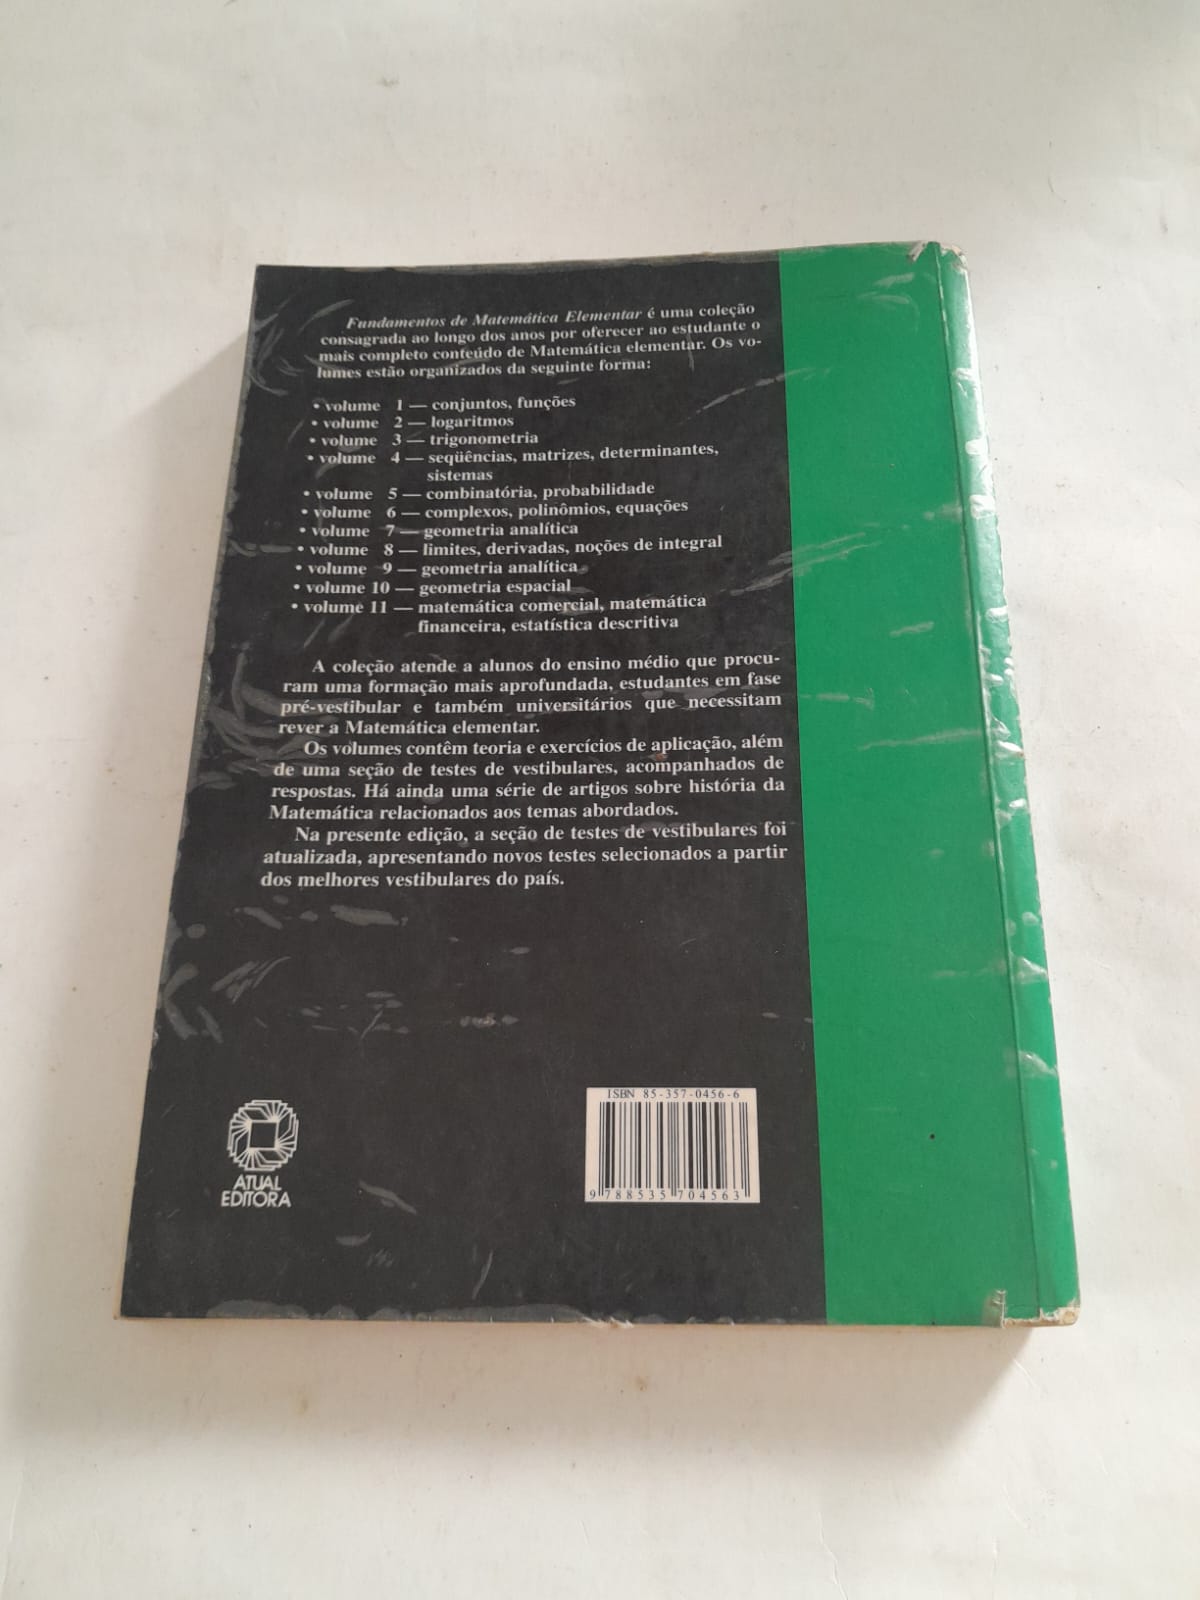 Fundamentos de Matemática Elementar é uma coleção
consagrada ao longo dos anos por oferecer ao estudante o
mais completo conteúdo de Matemática elementar. Os vo-
lumes estão organizados da seguinte forma:
• volume 1 — conjuntos, funções
• volume 2 — logaritmos
• volume 3 — trigonometria
• volume 4 — seqüências, matrizes, determinantes,
sistemas
• volume 5 — combinatória, probabilidade
• volume 6 — complexos, polinômios, equações
• volume 7 — geometria analítica
• volume 8 — limites, derivadas, noções de integral
• volume 9 — geometria analítica
• volume 10 — geometria espacial
• volume 11 — matemática comercial, matemática
financeira, estatística descritiva
A coleção atende a alunos do ensino médio que procu-
ram uma formação mais aprofundada, estudantes em fase
pré-vestibular e também universitários que necessitam
rever a Matemática elementar.
Os volumes contêm teoria e exercícios de aplicação, além
de uma seção de testes de vestibulares, acompanhados de
respostas. Há ainda uma série de artigos sobre história da
Matemática relacionados aos temas abordados.
Na presente edição, a seção de testes de vestibulares foi
atualizada, apresentando novos testes selecionados a partir
dos melhores vestibulares do país.
ISBN 85-357-0456-6
9 788535 704563
ATUAL
EDITORA